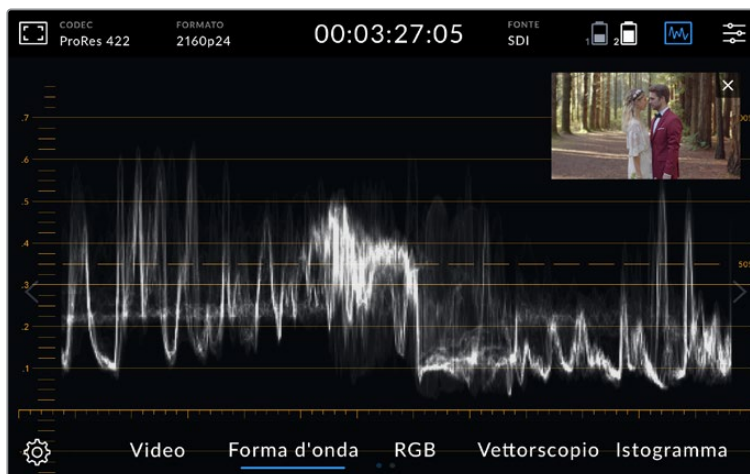 CODEC
ProRes 422
FORMATO
2160p24
00:03:27:05
FONTE
SDI
1
2
.7
.6
.5
.4
.3
.2
.1
Video
Forma d'onda
RGB
Vettorscopio
Istogramma